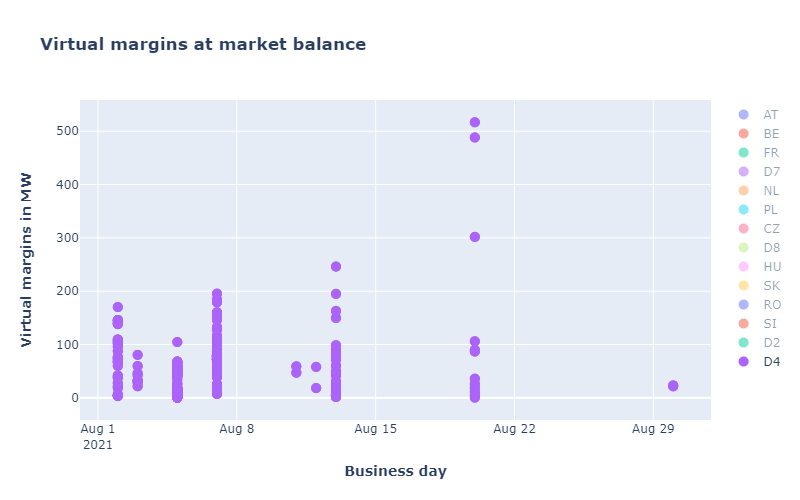 Virtual margins at market balance
Virtual margins in MW
500
400
300
200
100
0
Aug 1
2021
Aug 8
Aug 15
Aug 22
Aug 29
Business day
AT
BE
FR
D7
NL
PL
CZ
D8
HU
SK
RO
SI
D2
D4